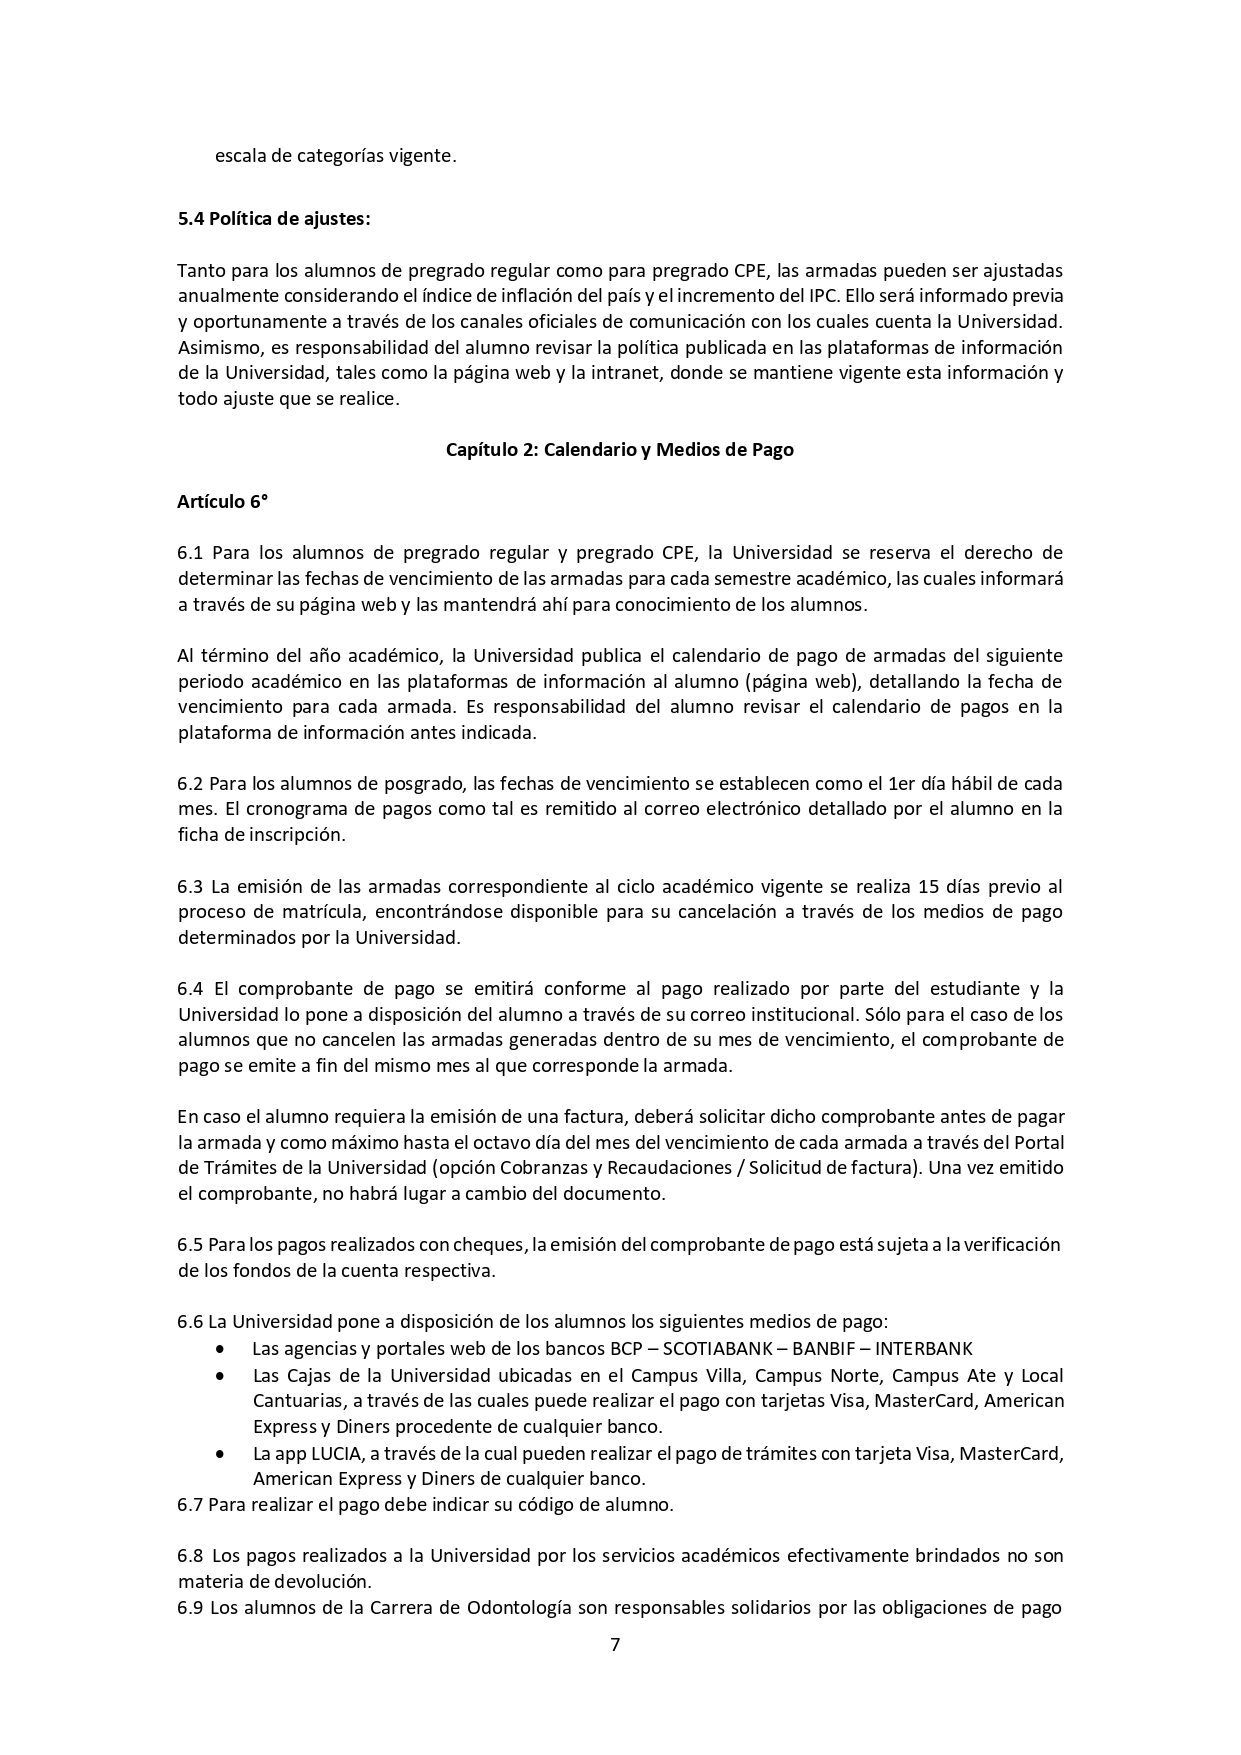 escala de categorías vigente.
5.4 Política de ajustes:
Tanto para los alumnos de pregrado regular como para pregrado CPE, las armadas pueden ser ajustadas
anualmente considerando el índice de inflación del país y el incremento del IPC. Ello será informado previa
y oportunamente a través de los canales oficiales de comunicación con los cuales cuenta la Universidad.
Asimismo, es responsabilidad del alumno revisar la política publicada en las plataformas de información
de la Universidad, tales como la página web y la intranet, donde se mantiene vigente esta información y
todo ajuste que se realice.
Capítulo 2: Calendario y Medios de Pago
Artículo 6°
6.1 Para los alumnos de pregrado regular y pregrado CPE, la Universidad se reserva el derecho de
determinar las fechas de vencimiento de las armadas para cada semestre académico, las cuales informará
a través de su página web y las mantendrá ahí para conocimiento de los alumnos.
Al término del año académico, la Universidad publica el calendario de pago de armadas del siguiente
periodo académico en las plataformas de información al alumno (página web), detallando la fecha de
vencimiento para cada armada. Es responsabilidad del alumno revisar el calendario de pagos en la
plataforma de información antes indicada.
6.2 Para los alumnos de posgrado, las fechas de vencimiento se establecen como el 1er día hábil de cada
mes. El cronograma de pagos como tal es remitido al correo electrónico detallado por el alumno en la
ficha de inscripción.
6.3 La emisión de las armadas correspondiente al ciclo académico vigente se realiza 15 días previo al
proceso de matrícula, encontrándose disponible para su cancelación a través de los medios de pago
determinados por la Universidad.
6.4 El comprobante de pago se emitirá conforme al pago realizado por parte del estudiante y la
Universidad lo pone a disposición del alumno a través de su correo institucional. Sólo para el caso de los
alumnos que no cancelen las armadas generadas dentro de su mes de vencimiento, el comprobante de
pago se emite a fin del mismo mes al que corresponde la armada.
En caso el alumno requiera la emisión de una factura, deberá solicitar dicho comprobante antes de pagar
la armada y como máximo hasta el octavo día del mes del vencimiento de cada armada a través del Portal
de Trámites de la Universidad (opción Cobranzas y Recaudaciones / Solicitud de factura). Una vez emitido
el comprobante, no habrá lugar a cambio del documento.
6.5 Para los pagos realizados con cheques, la emisión del comprobante de pago está sujeta a la verificación
de los fondos de la cuenta respectiva.
6.6 La Universidad pone a disposición de los alumnos los siguientes medios de pago:
• Las agencias y portales web de los bancos BCP – SCOTIABANK – BANBIF – INTERBANK
• Las Cajas de la Universidad ubicadas en el Campus Villa, Campus Norte, Campus Ate y Local
Cantuarias, a través de las cuales puede realizar el pago con tarjetas Visa, MasterCard, American
Express y Diners procedente de cualquier banco.
• La app LUCIA, a través de la cual pueden realizar el pago de trámites con tarjeta Visa, MasterCard,
American Express y Diners de cualquier banco.
6.7 Para realizar el pago debe indicar su código de alumno.
6.8 Los pagos realizados a la Universidad por los servicios académicos efectivamente brindados no son
materia de devolución.
6.9 Los alumnos de la Carrera de Odontología son responsables solidarios por las obligaciones de pago
7